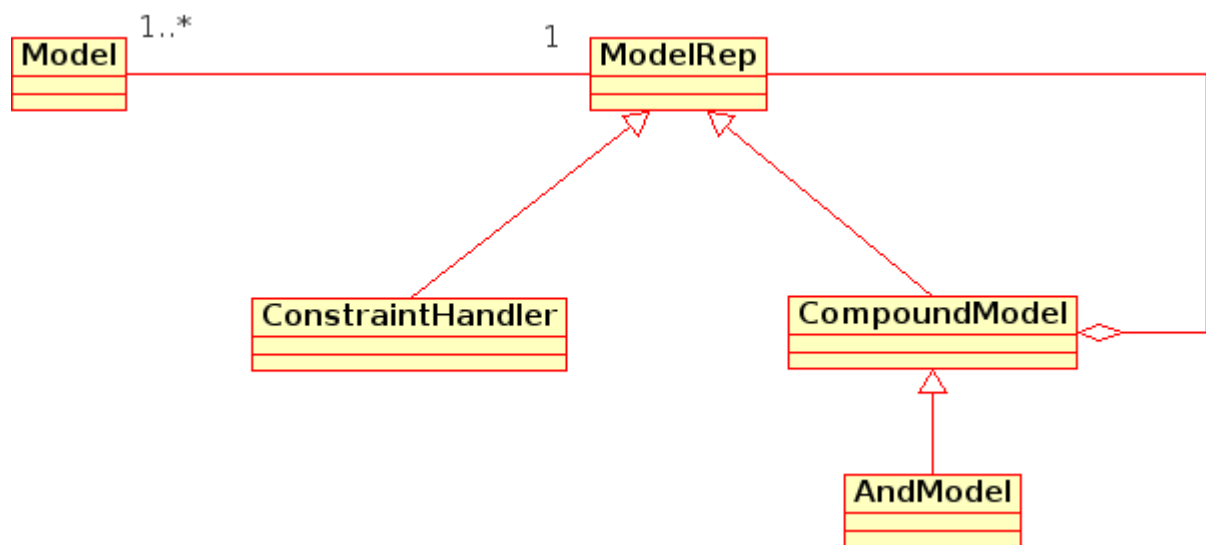 1..*
1
Model
ModelRep
ConstraintHandler
CompoundModel
AndModel